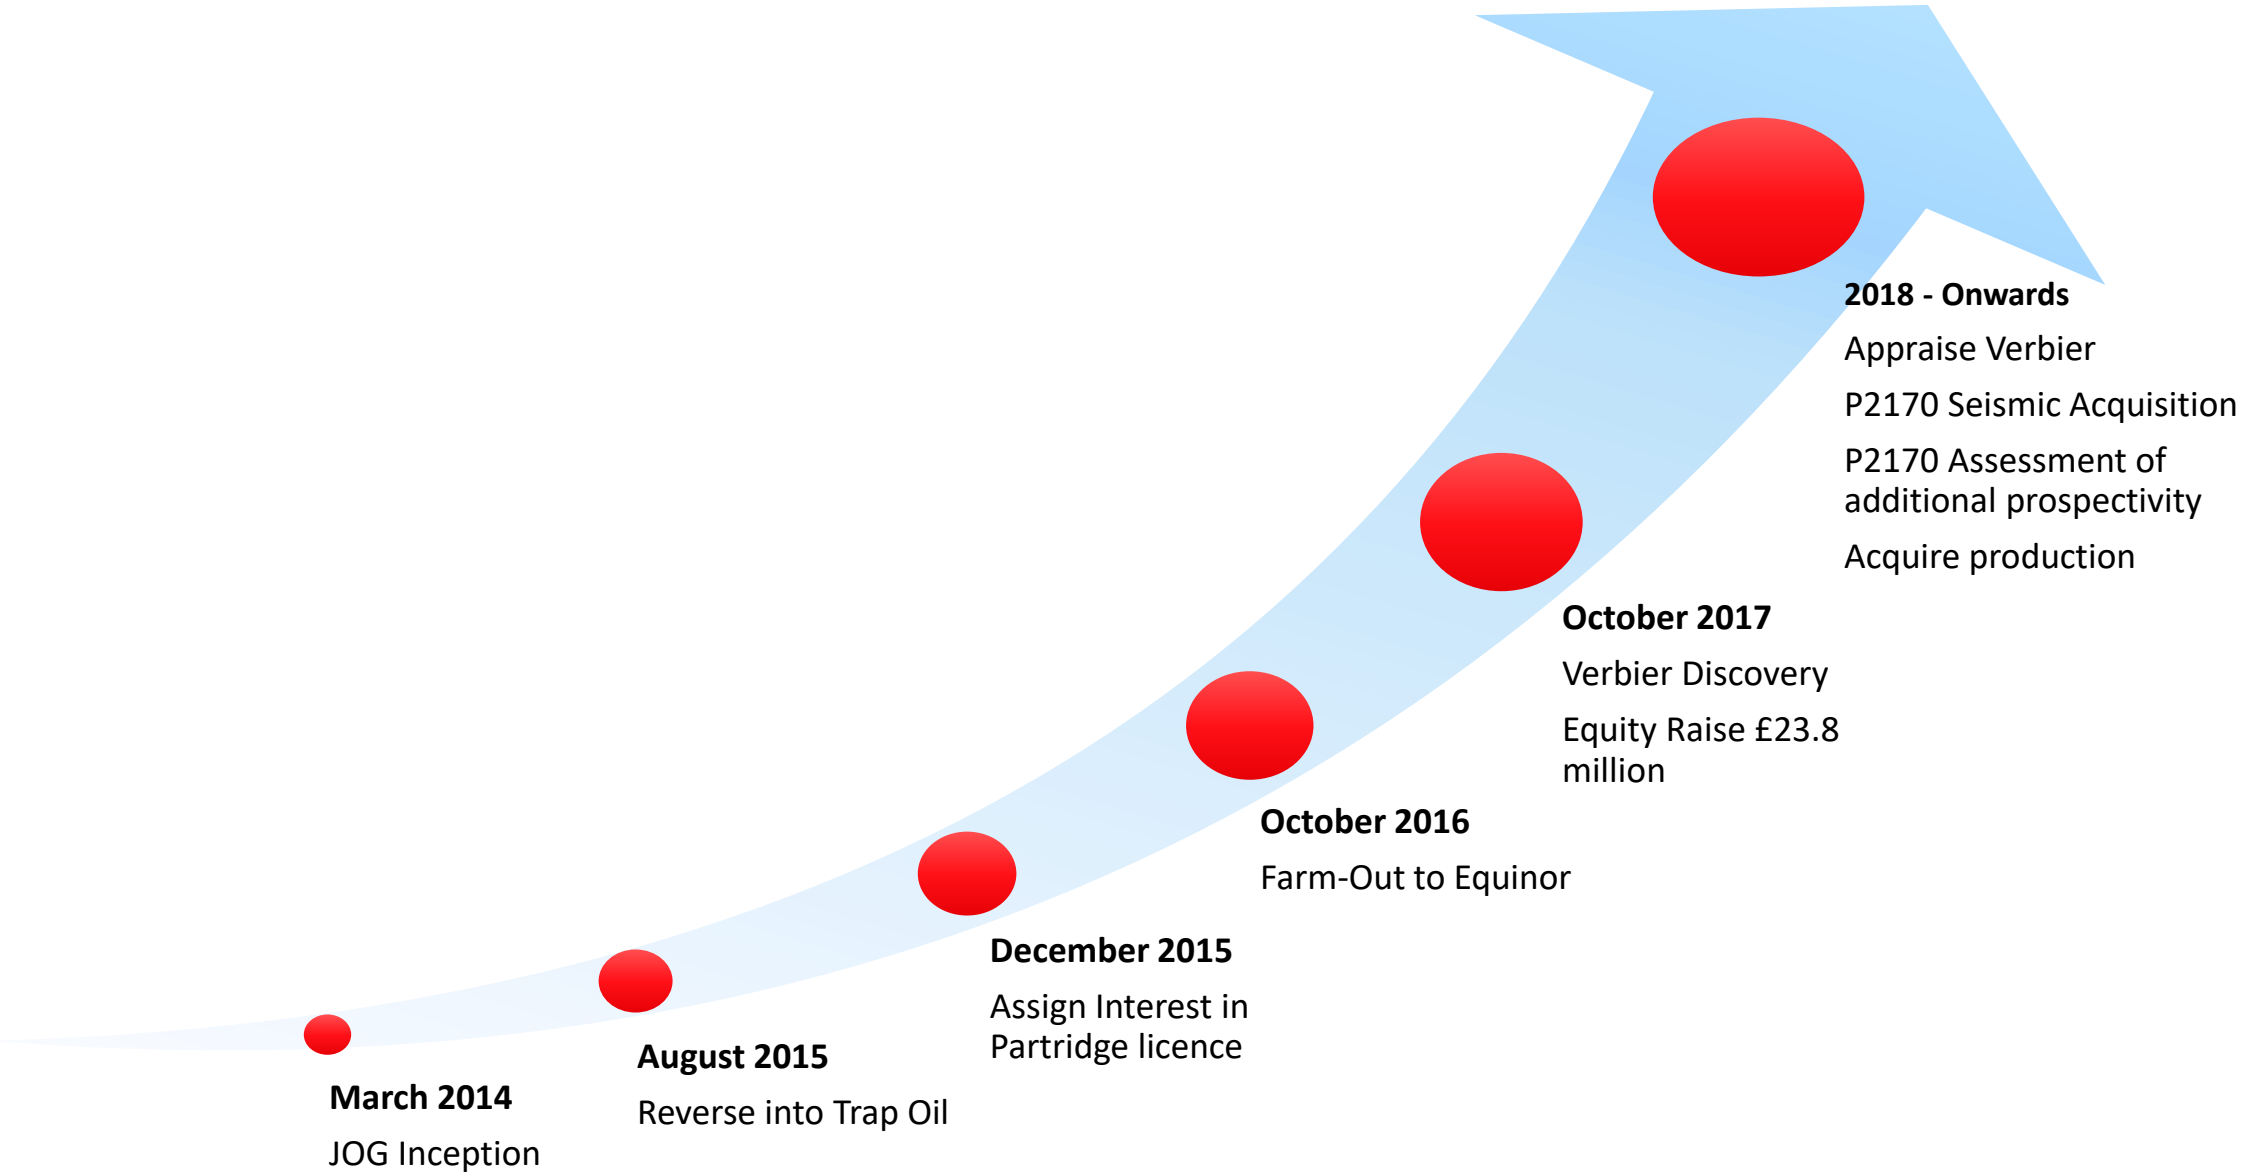 March 2014
JOG Inception
August 2015
Reverse into Trap Oil
December 2015
Assign Interest in
Partridge licence
October 2016
Farm-Out to Equinor
October 2017
Verbier Discovery
Equity Raise £23.8
million
2018 - Onwards
Appraise Verbier
P2170 Seismic Acquisition
P2170 Assessment of
additional prospectivity
Acquire production